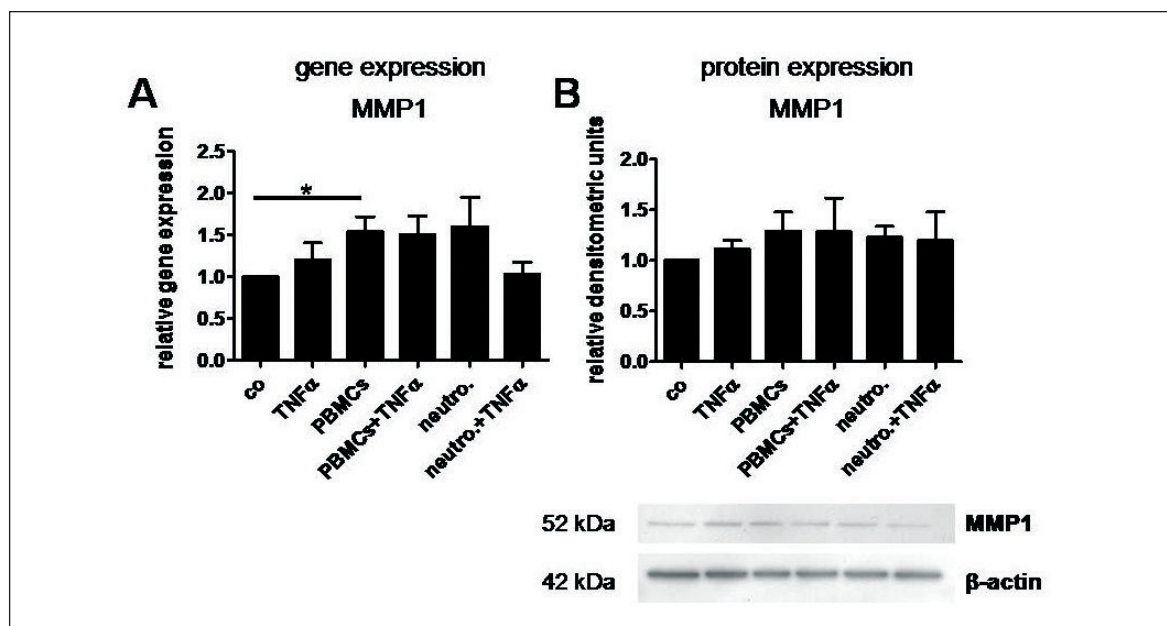 A
gene expression
MMP1
relative gene expression
2.5
2.0
1.5
1.0
0.5
0.0
*
co
TNFα
PBMCs
PBMCs+TNFα
neutro.
neutro.+TNFα
B
protein expression
MMP1
relative densitometric units
2.0
1.5
1.0
0.5
0.0
co
TNFα
PBMCs
PBMCs+TNFα
neutro.
neutro.+TNFα
52 kDa MMP1
42 kDa β-actin